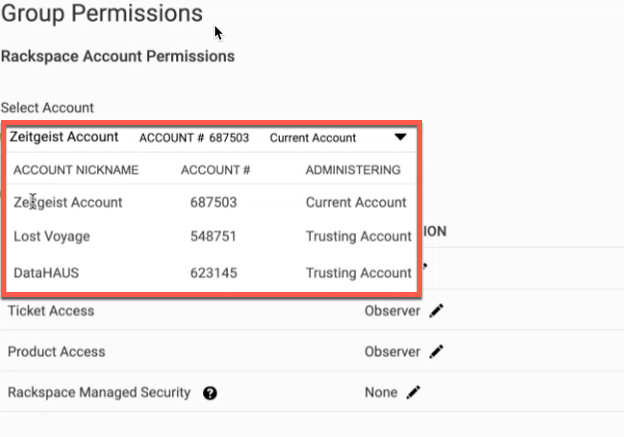 Group Permissions
Rackspace Account Permissions
Select Account
Zeitgeist Account ACCOUNT # 687503 Current Account
ACCOUNT NICKNAME ACCOUNT # ADMINISTERING
Zeitgeist Account 687503 Current Account
ION
Lost Voyage 548751 Trusting Account
DataHAUS 623145 Trusting Account
Ticket Access Observer
Product Access Observer
Rackspace Managed Security ? None